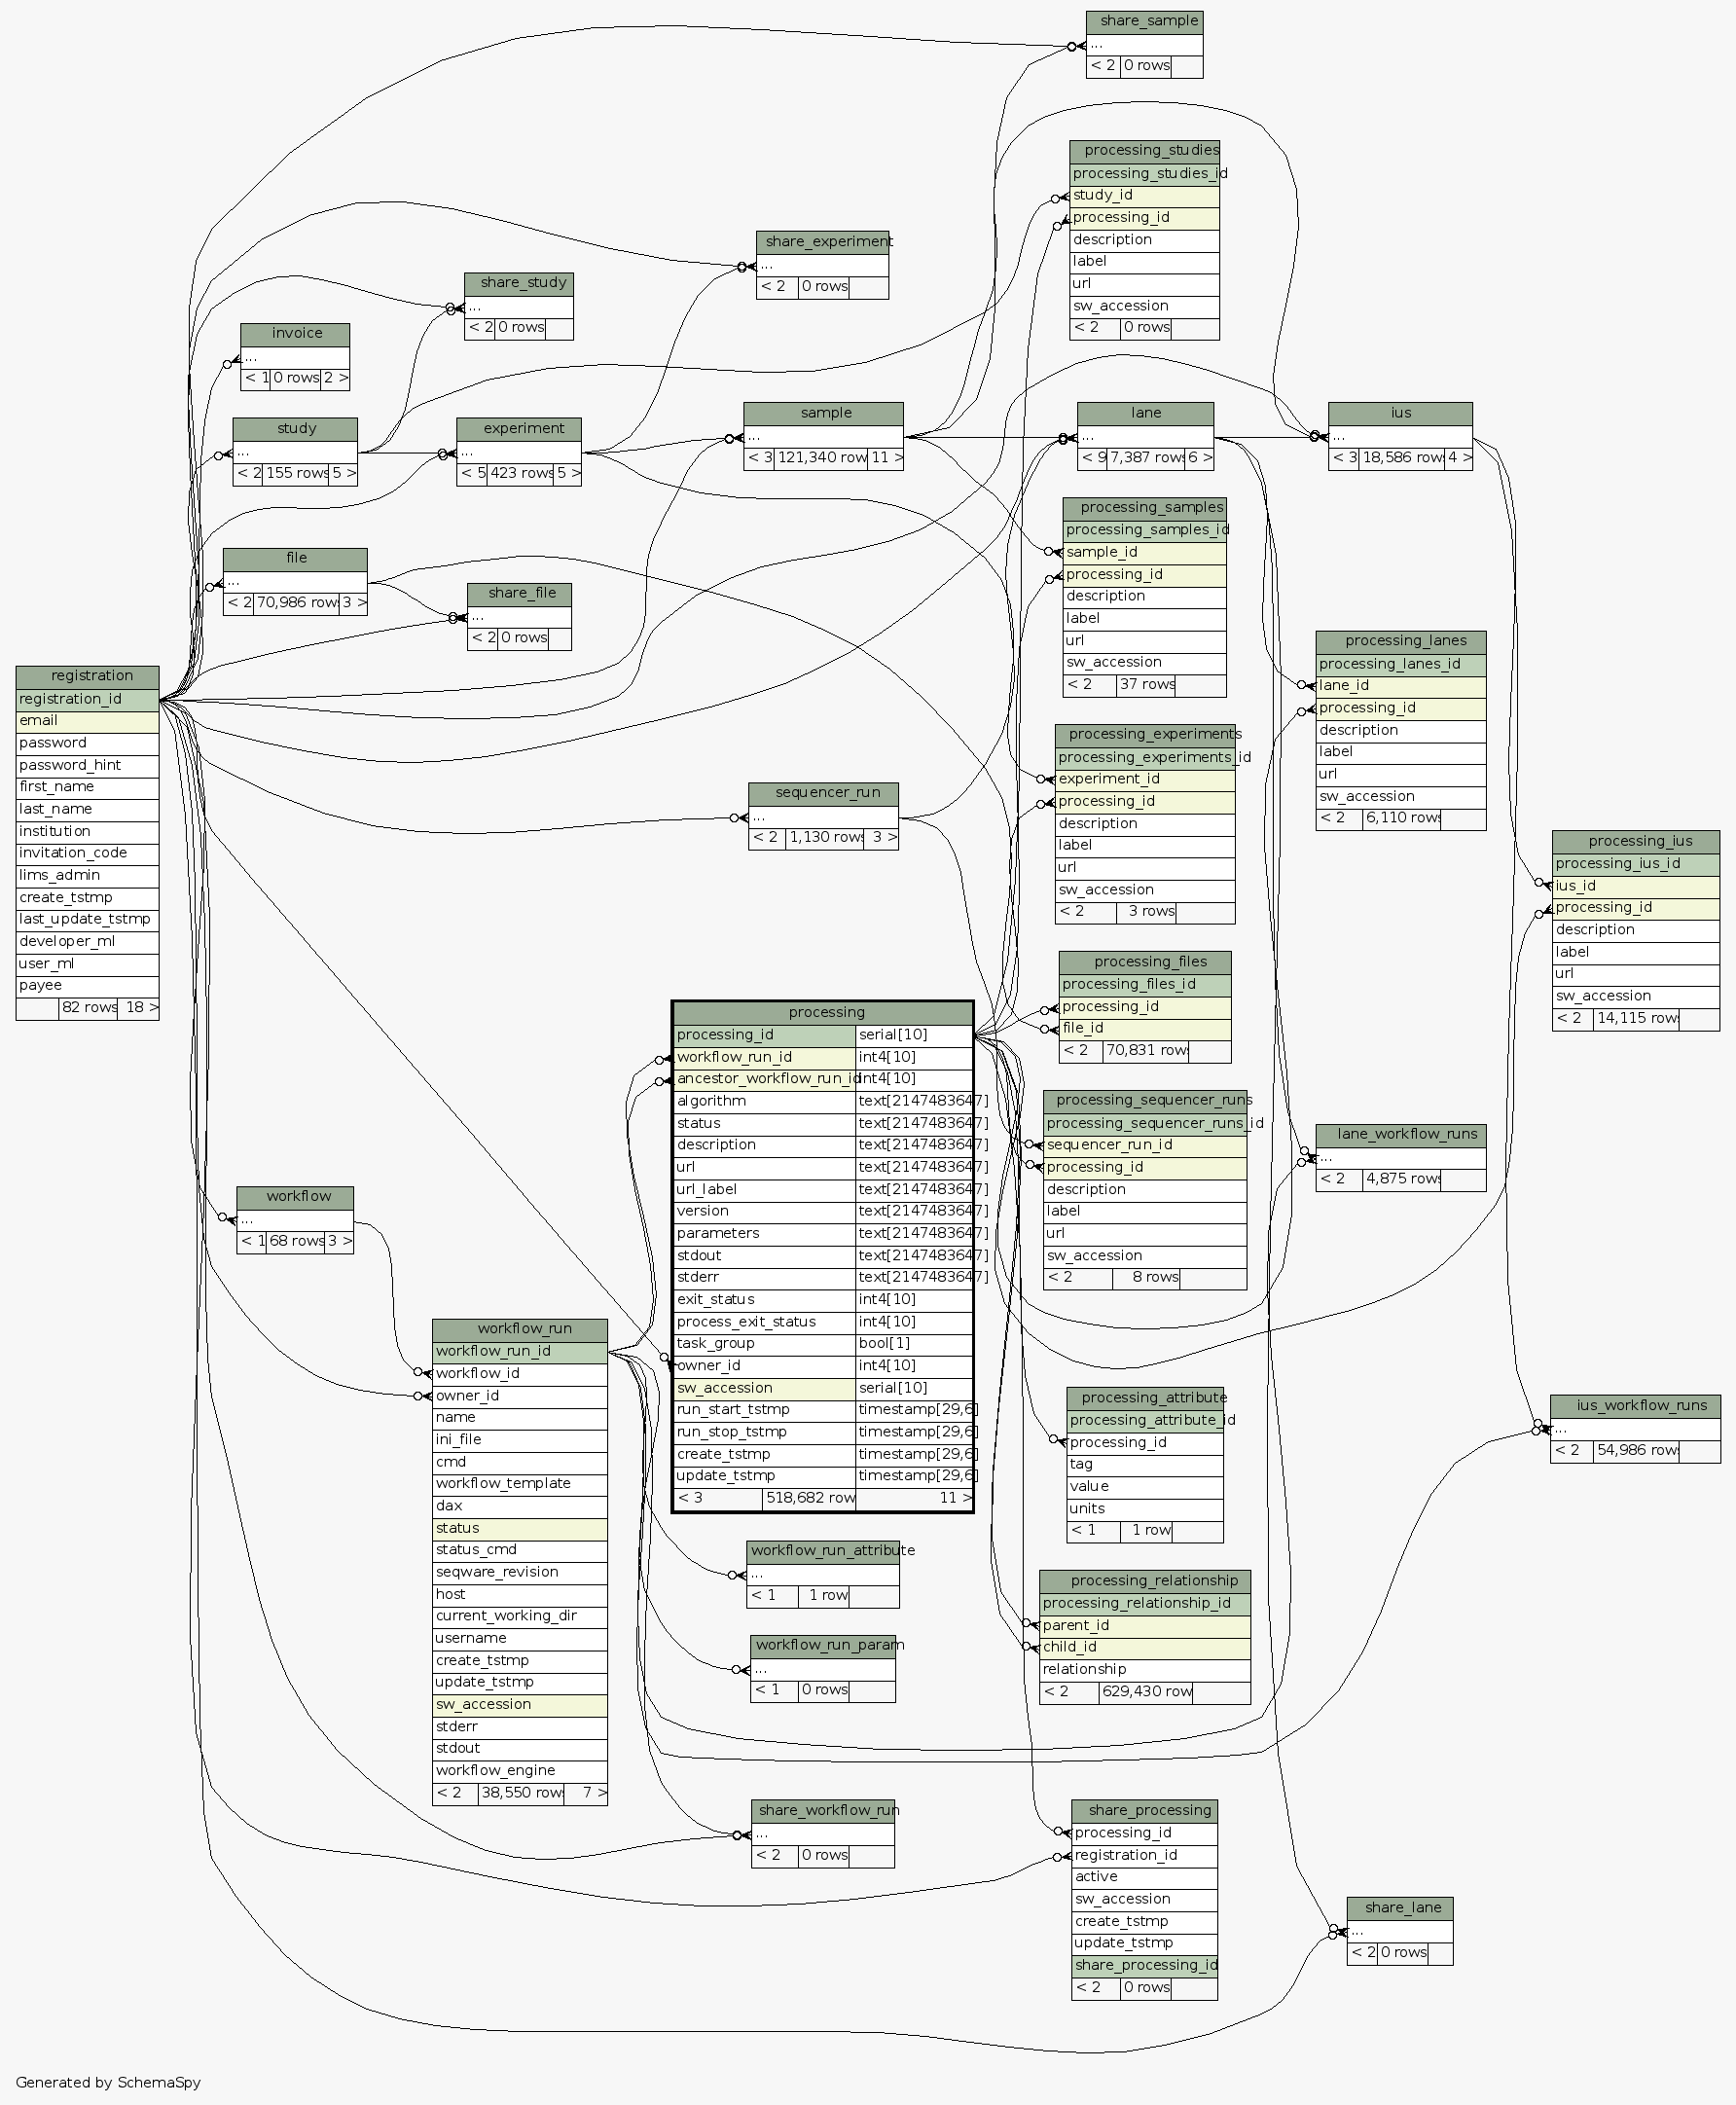 share_sample
...
< 2 0 rows
processing_studies
processing_studies_id
study_id
processing_id
description
label
url
sw_accession
< 2 0 rows
share_experiment
...
< 2 0 rows
share_study
...
< 2 0 rows
invoice
...
< 1 0 rows 2 >
study
...
< 2 155 rows 5 >
experiment
...
< 5 423 rows 5 >
sample
...
< 3 121,340 row 11 >
lane
...
< 9 7,387 rows 6 >
ius
...
< 3 18,586 rows 4 >
processing_samples
processing_samples_id
sample_id
processing_id
description
label
url
sw_accession
< 2 37 rows
file
...
< 2 70,986 rows 3 >
share_file
...
< 2 0 rows
processing_lanes
processing_lanes_id
lane_id
processing_id
description
label
url
sw_accession
< 2 6,110 rows
registration
registration_id
email
password
password_hint
first_name
last_name
institution
invitation_code
lims_admin
create_tstmp
last_update_tstmp
developer_ml
user_ml
payee
82 rows 18 >
processing_experiments
processing_experiments_id
experiment_id
processing_id
description
label
url
sw_accession
< 2 3 rows
sequencer_run
...
< 2 1,130 rows 3 >
processing_ius
processing_ius_id
ius_id
processing_id
description
label
url
sw_accession
< 2 14,115 rows
processing_files
processing_files_id
processing_id
file_id
< 2 70,831 rows
processing
processing_id serial[10]
workflow_run_id int4[10]
ancestor_workflow_run_id int4[10]
algorithm text[2147483647]
status text[2147483647]
description text[2147483647]
url text[2147483647]
url_label text[2147483647]
version text[2147483647]
parameters text[2147483647]
stdout text[2147483647]
stderr text[2147483647]
exit_status int4[10]
process_exit_status int4[10]
task_group bool[1]
owner_id int4[10]
sw_accession serial[10]
run_start_tstmp timestamp[29,6]
run_stop_tstmp timestamp[29,6]
create_tstmp timestamp[29,6]
update_tstmp timestamp[29,6]
< 3 518,682 row 11 >
processing_sequencer_runs
processing_sequencer_runs_id
sequencer_run_id
processing_id
description
label
url
sw_accession
< 2 8 rows
lane_workflow_runs
...
< 2 4,875 rows
workflow
...
< 1 68 rows 3 >
workflow_run
workflow_run_id
workflow_id
owner_id
name
ini_file
cmd
workflow_template
dax
status
status_cmd
seqware_revision
host
current_working_dir
username
create_tstmp
update_tstmp
sw_accession
stderr
stdout
workflow_engine
< 2 38,550 rows 7 >
processing_attribute
processing_attribute_id
processing_id
tag
value
units
< 1 1 row
ius_workflow_runs
...
< 2 54,986 rows
workflow_run_attribute
...
< 1 1 row
processing_relationship
processing_relationship_id
parent_id
child_id
relationship
< 2 629,430 row
workflow_run_param
...
< 1 0 rows
share_workflow_run
...
< 2 0 rows
share_processing
processing_id
registration_id
active
sw_accession
create_tstmp
update_tstmp
share_processing_id
< 2 0 rows
share_lane
...
< 2 0 rows
Generated by SchemaSpy